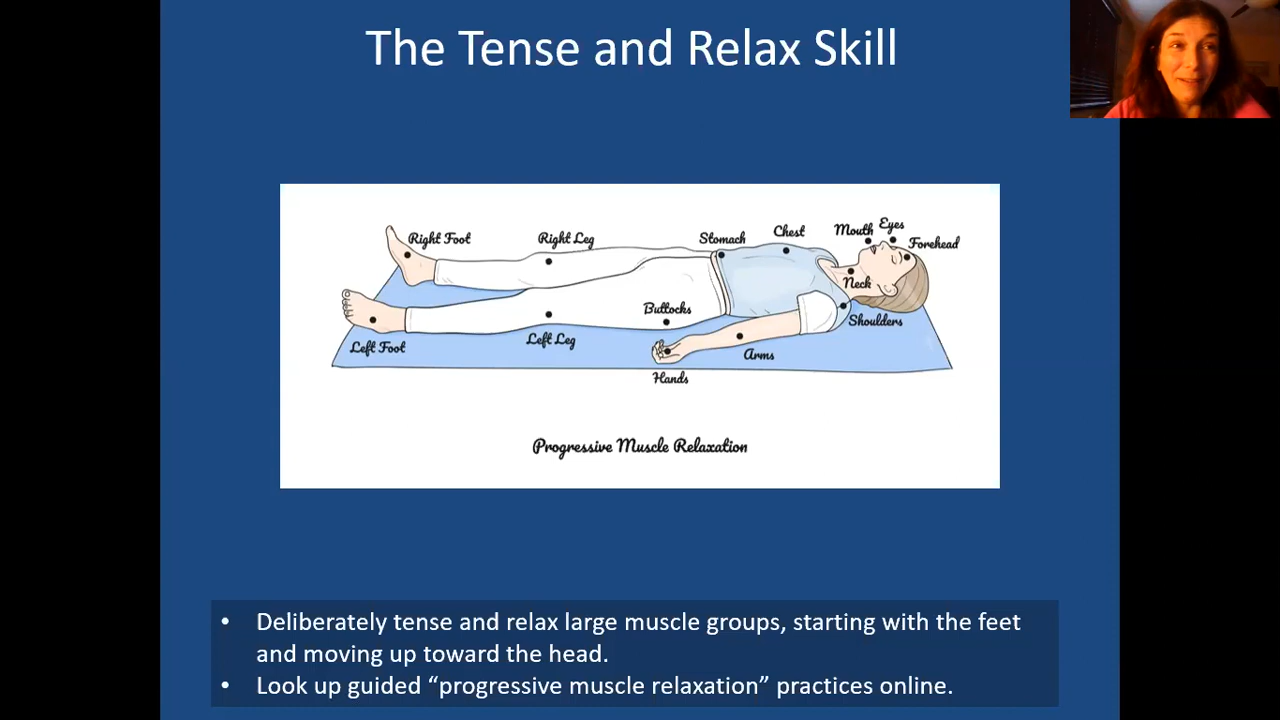 The Tense and Relax Skill
Right Foot
Right Leg
Stomach
Chest
Mouth
Eyes
Forehead
Neck
Shoulders
Buttocks
Left Foot
Left Leg
Arms
Hands
Progressive Muscle Relaxation
• Deliberately tense and relax large muscle groups, starting with the feet
and moving up toward the head.
• Look up guided “progressive muscle relaxation” practices online.